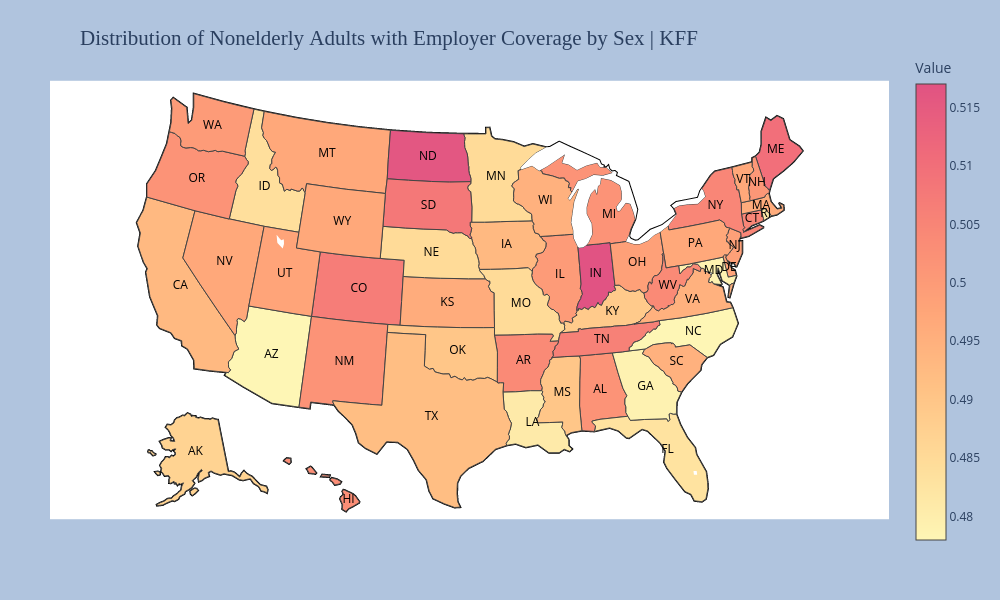 Distribution of Nonelderly Adults with Employer Coverage by Sex | KFF
Value
0.515
0.51
0.505
0.5
0.495
0.49
0.485
0.48
WA
OR
ID
MT
ND
MN
SD
WY
NV
UT
CA
CO
NE
IA
WI
MI
IL
IN
OH
PA
NY
VT
NH
ME
MA
CT
NJ
MD
WV
VA
KY
KS
MO
TN
NC
SC
AZ
NM
OK
AR
MS
AL
GA
TX
LA
FL
AK
HI